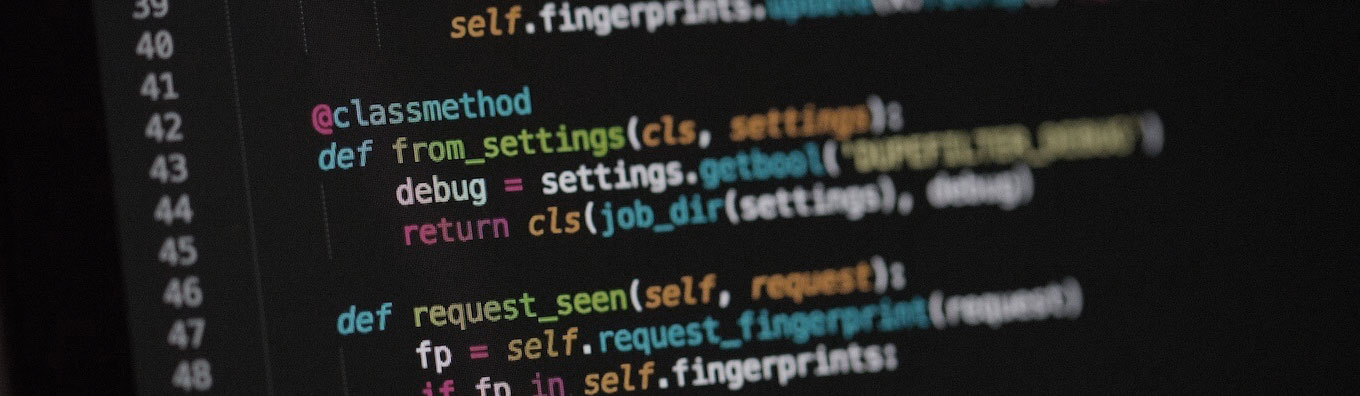 39
40 self.fingerprints.update(
41
42 @classmethod
43 def from_settings(cls, settings):
44 debug = settings.getbool('DUPEFILTER_DEBUG')
45 return cls(job_dir(settings), debug)
46
47 def request_seen(self, request):
48 fp = self.request_fingerprint(request)
if fp in self.fingerprints: